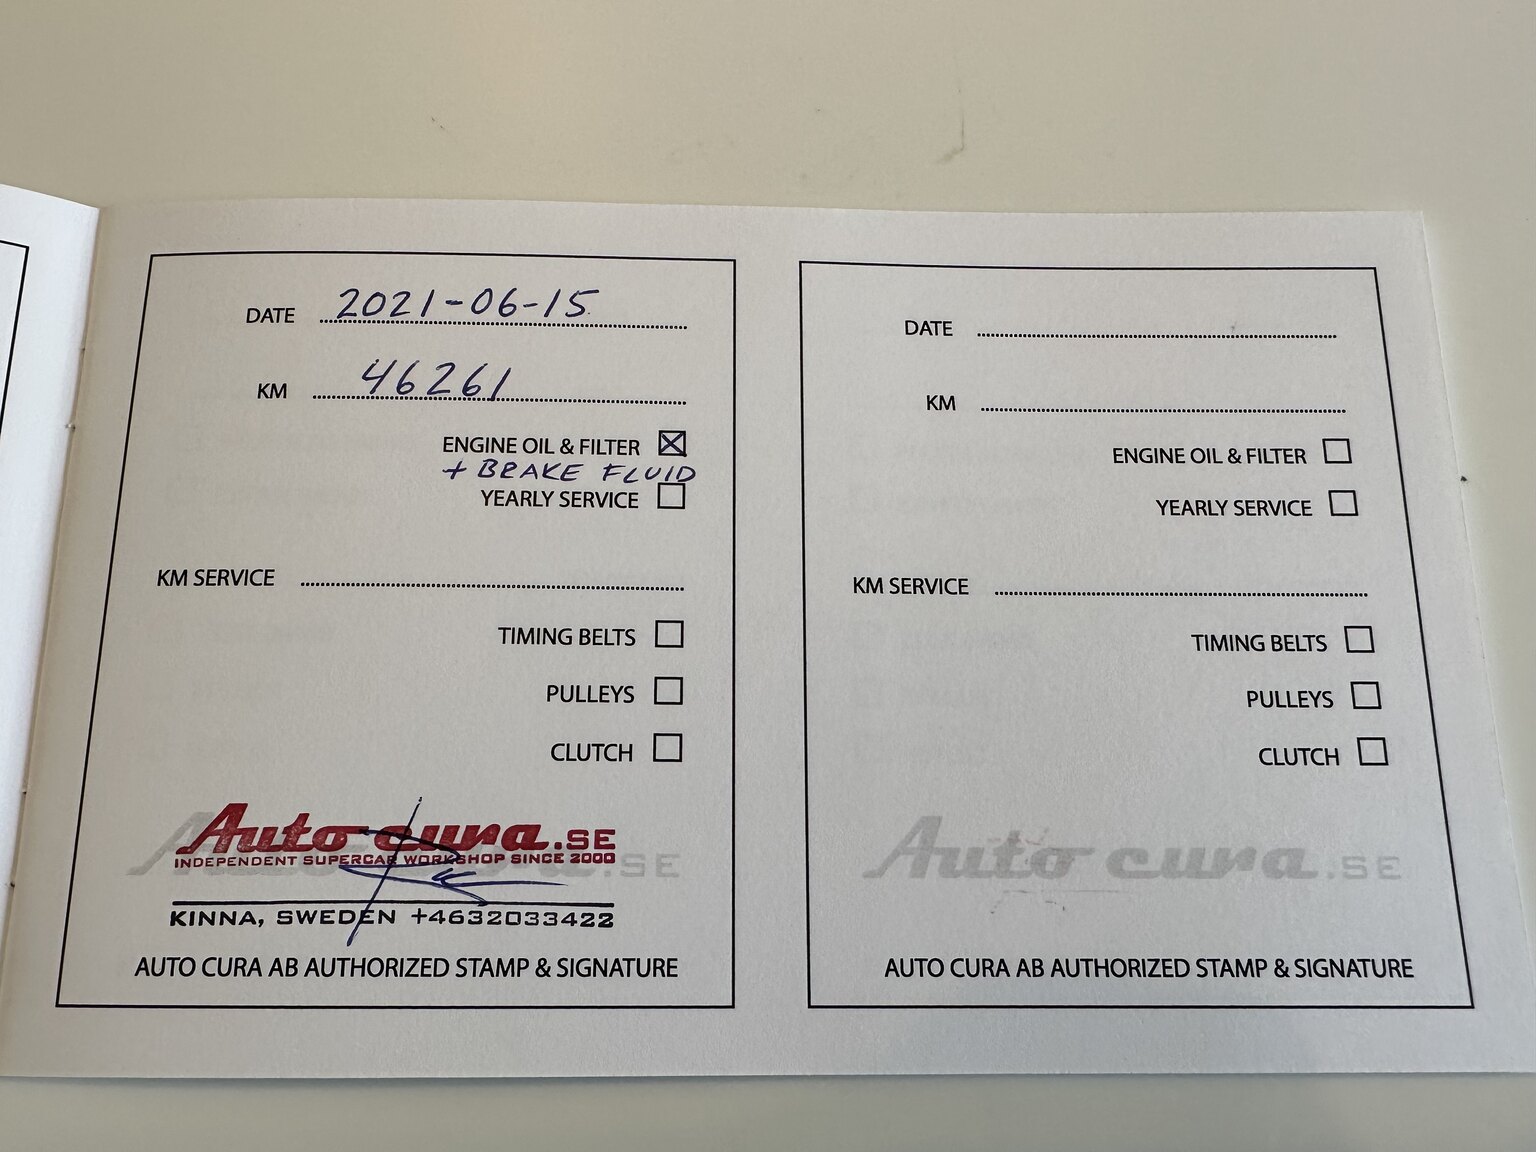 DATE 2021-06-15
KM 46261
ENGINE OIL & FILTER
+ BRAKE FLUID
YEARLY SERVICE
KM SERVICE
TIMING BELTS
PULLEYS
CLUTCH
Auto cura.SE
Auto cura.SE
INDEPENDENT SUPERCAR WORKSHOP SINCE 2000
KINNA, SWEDEN +4632033422
AUTO CURA AB AUTHORIZED STAMP & SIGNATURE
DATE
KM
ENGINE OIL & FILTER
YEARLY SERVICE
KM SERVICE
TIMING BELTS
PULLEYS
CLUTCH
Auto cura.SE
AUTO CURA AB AUTHORIZED STAMP & SIGNATURE